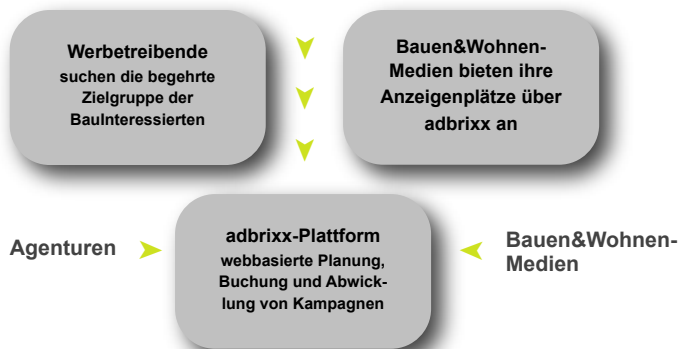 Werbetreibende
suchen die begehrte
Zielgruppe der
BauInteressierten
Bauen&Wohnen-
Medien bieten ihre
Anzeigenplätze über
adbrixx an
Agenturen
adbrixx-Plattform
webbasierte Planung,
Buchung und Abwick-
lung von Kampagnen
Bauen&Wohnen-
Medien